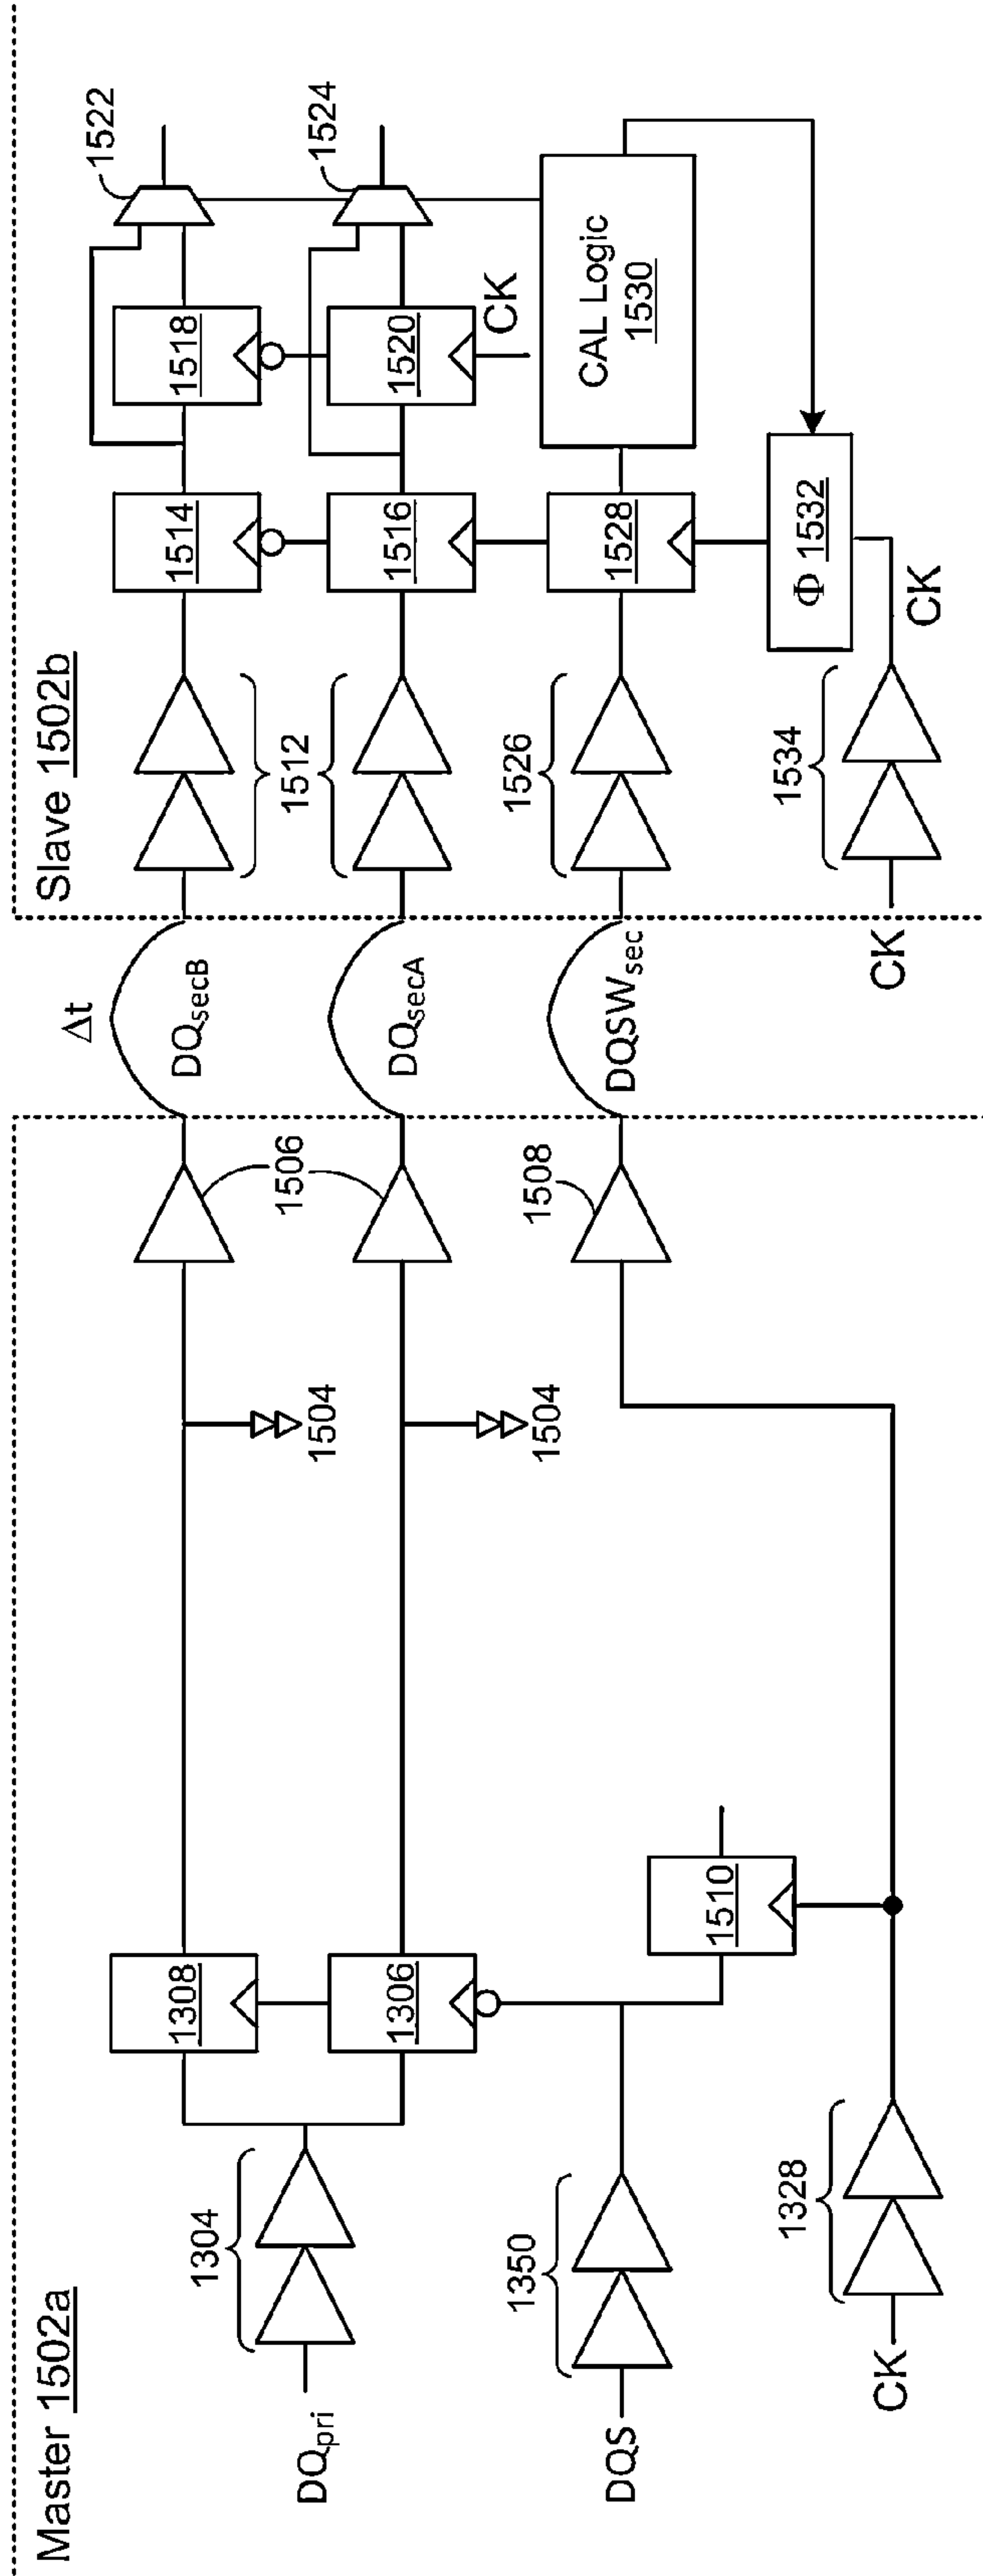 Master 1502a
DQpri
1304
1308
1306
DQS
1350
1510
CK
1328
1504
1504
1506
1508
Δt
DQsecB
DQsecA
DQSWsec
Slave 1502b
1512
1514
1518
1522
1516
1520
1524
CK
1526
1528
CAL Logic
1530
CK
1534
CK
Φ 1532